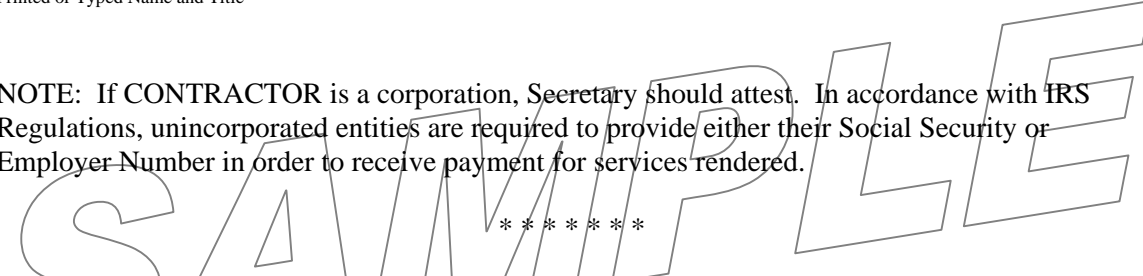 Printed or Typed Name and Title
NOTE: If CONTRACTOR is a corporation, Secretary should attest. In accordance with IRS
Regulations, unincorporated entities are required to provide either their Social Security or
Employer Number in order to receive payment for services rendered.
* * * * * * *
SAMPLE